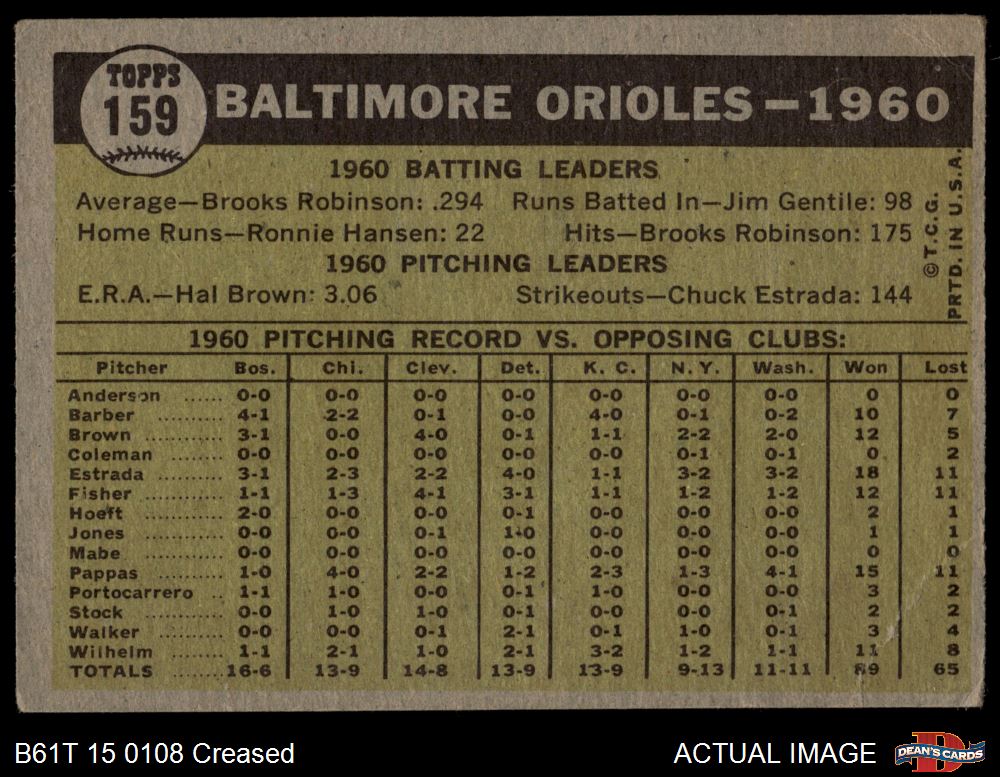 TOPPS
159
BALTIMORE ORIOLES—1960
1960 BATTING LEADERS
Average—Brooks Robinson: .294 Runs Batted In—Jim Gentile: 98
Home Runs—Ronnie Hansen: 22 Hits—Brooks Robinson: 175
1960 PITCHING LEADERS
E.R.A.—Hal Brown: 3.06 Strikeouts—Chuck Estrada: 144
© T.C.G.
PRTD. IN U.S.A.
1960 PITCHING RECORD VS. OPPOSING CLUBS:
Pitcher Bos. Chi. Clev. Det. K. C. N. Y. Wash. Won Lost
Anderson ...... 0-0 0-0 0-0 0-0 0-0 0-0 0-0 0 0
Barber ......... 4-1 2-2 0-1 0-0 4-0 0-1 0-2 10 7
Brown .......... 3-1 0-0 4-0 0-1 1-1 2-2 2-0 12 5
Coleman ....... 0-0 0-0 0-0 0-0 0-0 0-1 0-1 0 2
Estrada ........ 3-1 2-3 2-2 4-0 1-1 3-2 3-2 18 11
Fisher .......... 1-1 1-3 4-1 3-1 1-1 1-2 1-2 12 11
Hoeft ........... 2-0 0-0 0-0 0-1 0-0 0-0 0-0 2 1
Jones ........... 0-0 0-0 0-1 1-0 0-0 0-0 0-0 1 1
Mabe ........... 0-0 0-0 0-0 0-0 0-0 0-0 0-0 0 0
Pappas ......... 1-0 4-0 2-2 1-2 2-3 1-3 4-1 15 11
Portocarrero .. 1-1 1-0 0-0 0-1 1-0 0-0 0-0 3 2
Stock ........... 0-0 1-0 1-0 0-1 0-0 0-0 0-1 2 2
Walker ......... 0-0 0-0 0-1 2-1 0-1 1-0 0-1 3 4
Wilhelm ........ 1-1 2-1 1-0 2-1 3-2 1-2 1-1 11 8
TOTALS ........ 16-6 13-9 14-8 13-9 13-9 9-13 11-11 89 65
B61T 15 0108 Creased ACTUAL IMAGE
D
DEAN'S CARDS